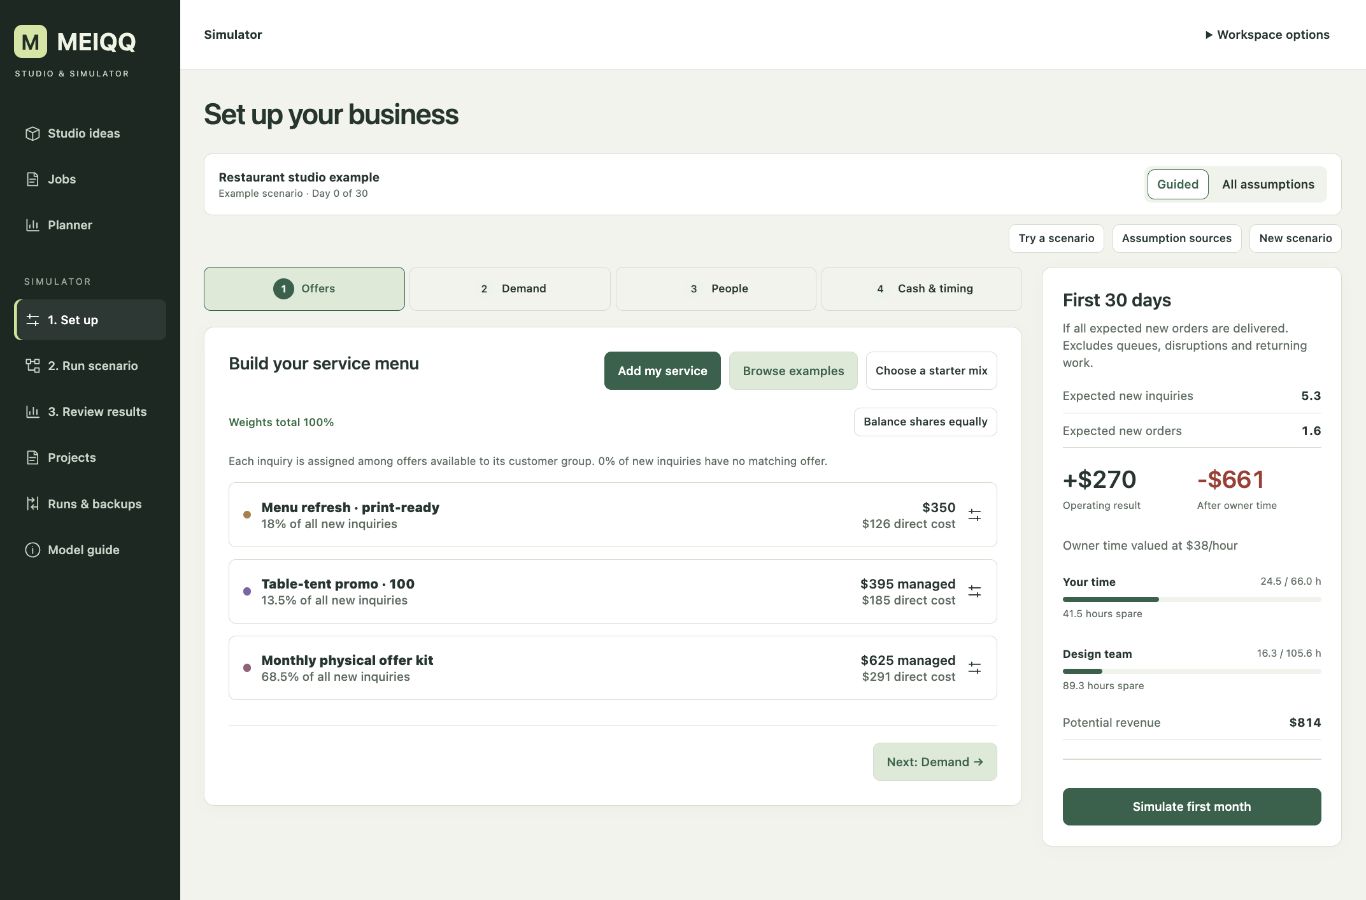 M MEIQQ
STUDIO & SIMULATOR
Studio ideas
Jobs
Planner
SIMULATOR
1. Set up
2. Run scenario
3. Review results
Projects
Runs & backups
Model guide
Simulator
Workspace options
Set up your business
Restaurant studio example
Example scenario · Day 0 of 30
Guided
All assumptions
Try a scenario
Assumption sources
New scenario
1 Offers
2 Demand
3 People
4 Cash & timing
Build your service menu
Add my service
Browse examples
Choose a starter mix
Weights total 100%
Balance shares equally
Each inquiry is assigned among offers available to its customer group. 0% of new inquiries have no matching offer.
Menu refresh · print-ready
18% of all new inquiries
$350
$126 direct cost
Table-tent promo · 100
13.5% of all new inquiries
$395 managed
$185 direct cost
Monthly physical offer kit
68.5% of all new inquiries
$625 managed
$291 direct cost
Next: Demand →
First 30 days
If all expected new orders are delivered.
Excludes queues, disruptions and returning
work.
Expected new inquiries 5.3
Expected new orders 1.6
+$270
Operating result
-$661
After owner time
Owner time valued at $38/hour
Your time 24.5 / 66.0 h
41.5 hours spare
Design team 16.3 / 105.6 h
89.3 hours spare
Potential revenue $814
Simulate first month